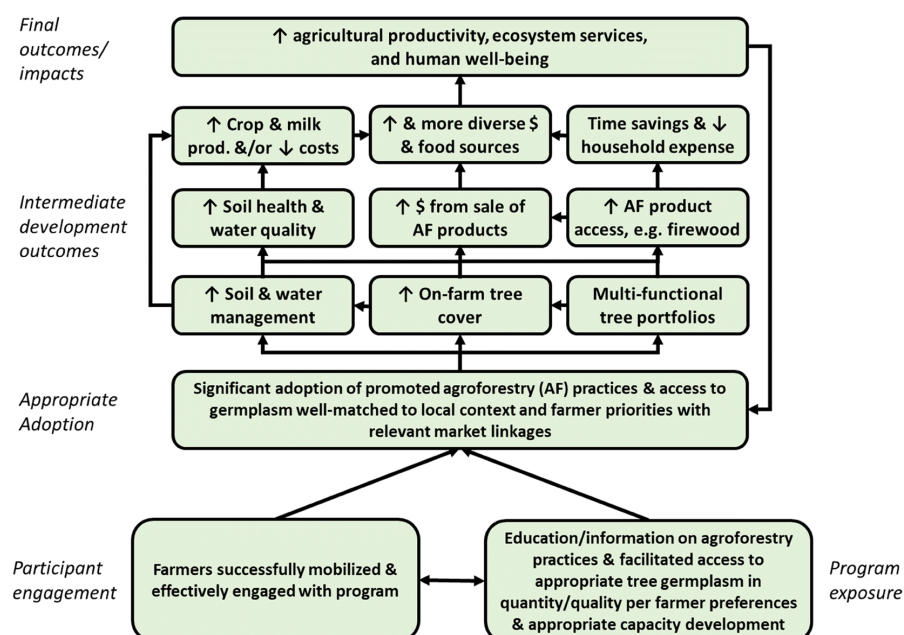 Final
outcomes/
impacts
↑ agricultural productivity, ecosystem services,
and human well-being
↑ Crop & milk
prod. &/or ↓ costs
↑ & more diverse $
& food sources
Time savings & ↓
household expense
Intermediate
development
outcomes
↑ Soil health &
water quality
↑ $ from sale of
AF products
↑ AF product
access, e.g. firewood
↑ Soil & water
management
↑ On-farm tree
cover
Multi-functional
tree portfolios
Appropriate
Adoption
Significant adoption of promoted agroforestry (AF) practices & access to
germplasm well-matched to local context and farmer priorities with
relevant market linkages
Participant
engagement
Farmers successfully mobilized &
effectively engaged with program
Education/information on agroforestry
practices & facilitated access to
appropriate tree germplasm in
quantity/quality per farmer preferences
& appropriate capacity development
Program
exposure